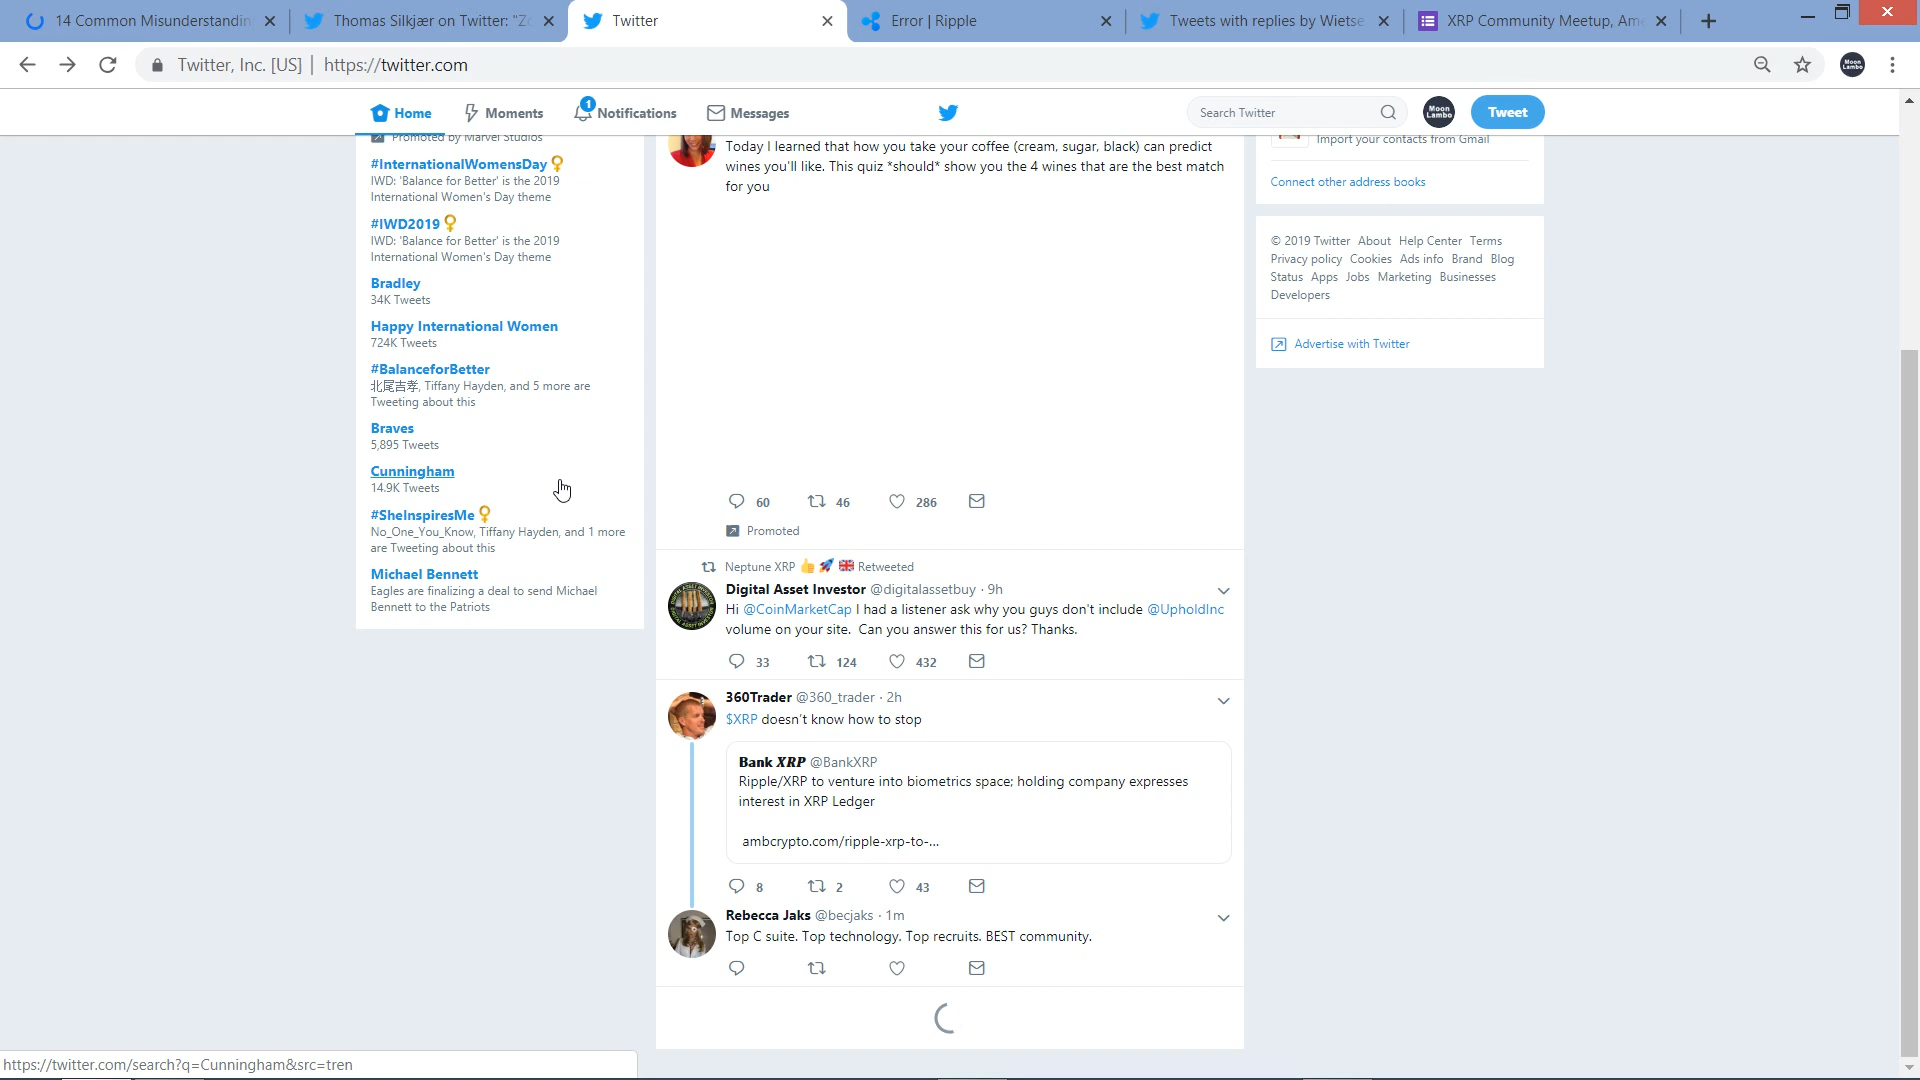 14 Common Misunderstandin
Thomas Silkjær on Twitter: "Z
Twitter
Error | Ripple
Tweets with replies by Wietse
XRP Community Meetup, Am
Twitter, Inc. [US] | https://twitter.com
Moon Lambo
Home
Moments
1
Notifications
Messages
Search Twitter
Moon Lambo
Tweet
Promoted by Marvel Studios
#InternationalWomensDay
IWD: 'Balance for Better' is the 2019
International Women's Day theme
#IWD2019
IWD: 'Balance for Better' is the 2019
International Women's Day theme
Bradley
34K Tweets
Happy International Women
724K Tweets
#BalanceforBetter
北尾吉孝, Tiffany Hayden, and 5 more are
Tweeting about this
Braves
5,895 Tweets
Cunningham
14.9K Tweets
#SheInspiresMe
No_One_You_Know, Tiffany Hayden, and 1 more
are Tweeting about this
Michael Bennett
Eagles are finalizing a deal to send Michael
Bennett to the Patriots
Today I learned that how you take your coffee (cream, sugar, black) can predict
wines you'll like. This quiz *should* show you the 4 wines that are the best match
for you
60 46 286
Promoted
Neptune XRP 👍🚀🇬🇧 Retweeted
Digital Asset Investor @digitalassetbuy · 9h
Hi @CoinMarketCap I had a listener ask why you guys don't include @UpholdInc
volume on your site. Can you answer this for us? Thanks.
33 124 432
360Trader @360_trader · 2h
$XRP doesn't know how to stop
Bank XRP @BankXRP
Ripple/XRP to venture into biometrics space; holding company expresses
interest in XRP Ledger
ambcrypto.com/ripple-xrp-to-...
8 2 43
Rebecca Jaks @becjaks · 1m
Top C suite. Top technology. Top recruits. BEST community.
Import your contacts from Gmail
Connect other address books
© 2019 Twitter About Help Center Terms
Privacy policy Cookies Ads info Brand Blog
Status Apps Jobs Marketing Businesses
Developers
Advertise with Twitter
https://twitter.com/search?q=Cunningham&src=tren